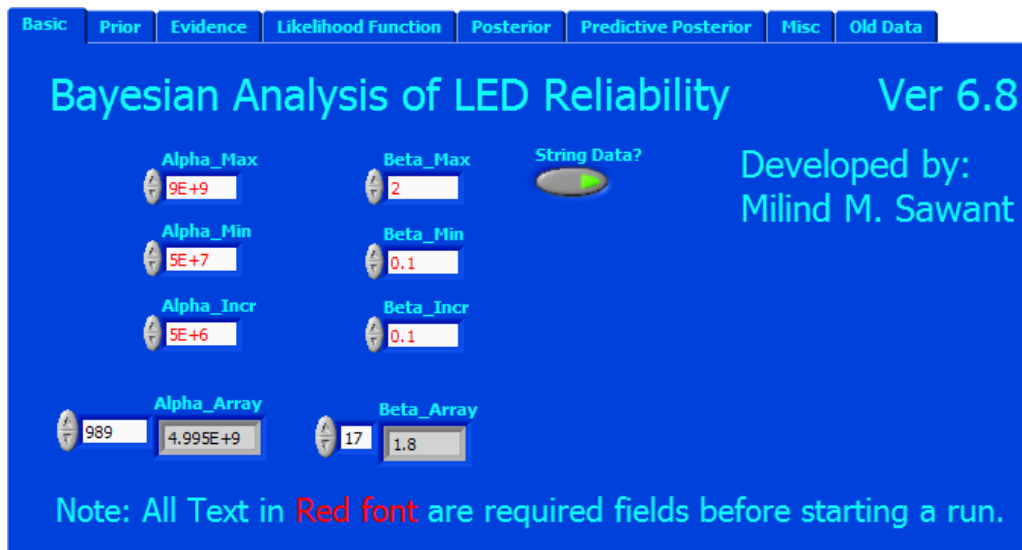 Basic Prior Evidence Likelihood Function Posterior Predictive Posterior Misc Old Data
Bayesian Analysis of LED Reliability Ver 6.8
Alpha_Max Beta_Max String Data?
9E+9 2
Developed by:
Milind M. Sawant
Alpha_Min Beta_Min
5E+7 0.1
Alpha_Incr Beta_Incr
5E+6 0.1
Alpha_Array Beta_Array
989 4.995E+9 17 1.8
Note: All Text in Red font are required fields before starting a run.